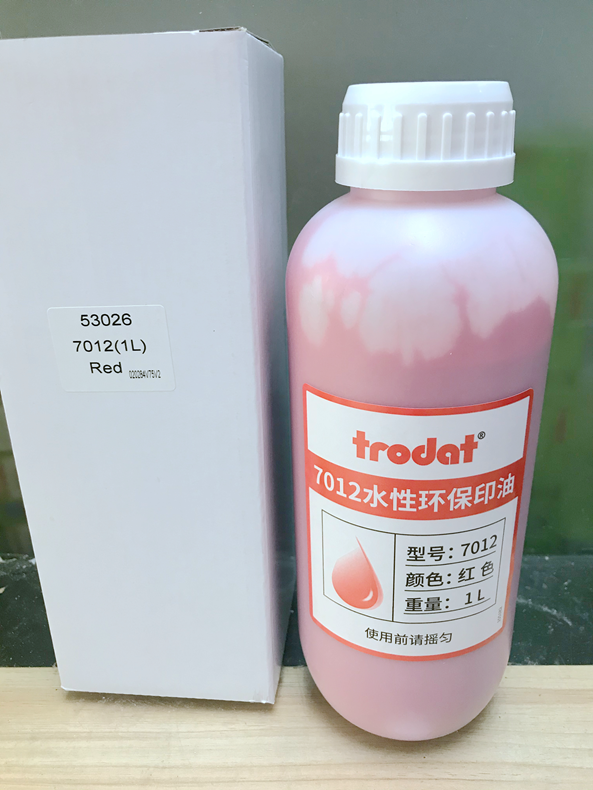 53026
7012(1L)
Red 020284V75V2
trodat®
7012水性环保印油
型号：7012
颜色：红 色
重量： 1L
使用前请摇匀